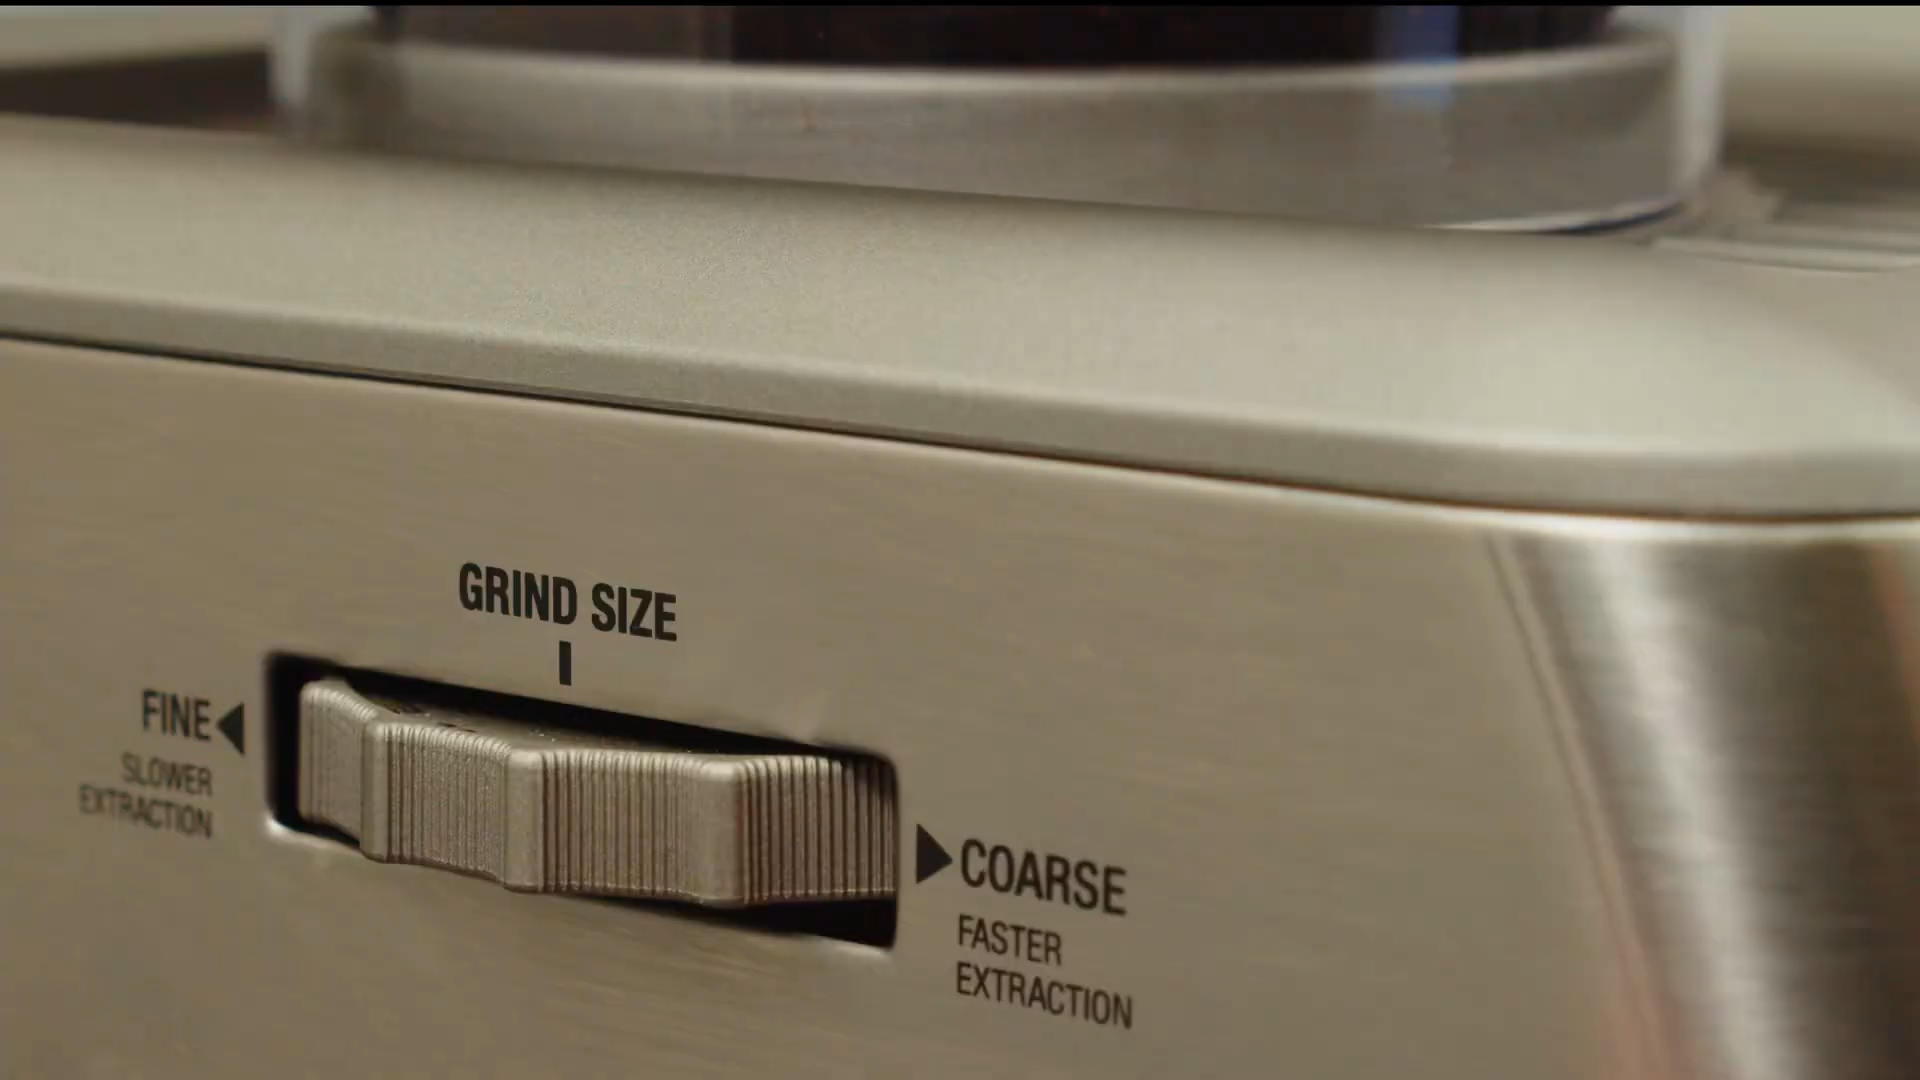 GRIND SIZE
FINE
SLOWER
EXTRACTION
COARSE
FASTER
EXTRACTION